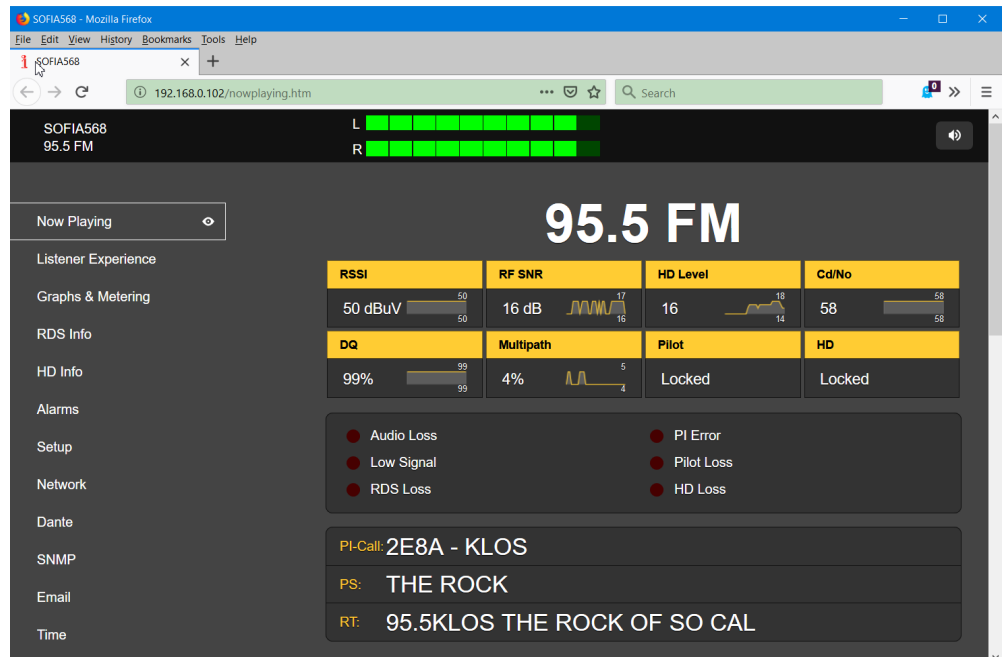 SOFIA568 - Mozilla Firefox
File Edit View History Bookmarks Tools Help
SOFIA568
192.168.0.102/nowplaying.htm
Search
0
SOFIA568
95.5 FM
L
R
Now Playing
Listener Experience
Graphs & Metering
RDS Info
HD Info
Alarms
Setup
Network
Dante
SNMP
Email
Time
95.5 FM
RSSI RF SNR HD Level Cd/No
50 dBuV 50 50 16 dB 17 16 16 18 14 58 58 58
DQ Multipath Pilot HD
99% 99 99 4% 5 4 Locked Locked
Audio Loss PI Error
Low Signal Pilot Loss
RDS Loss HD Loss
PI-Call: 2E8A - KLOS
PS: THE ROCK
RT: 95.5KLOS THE ROCK OF SO CAL